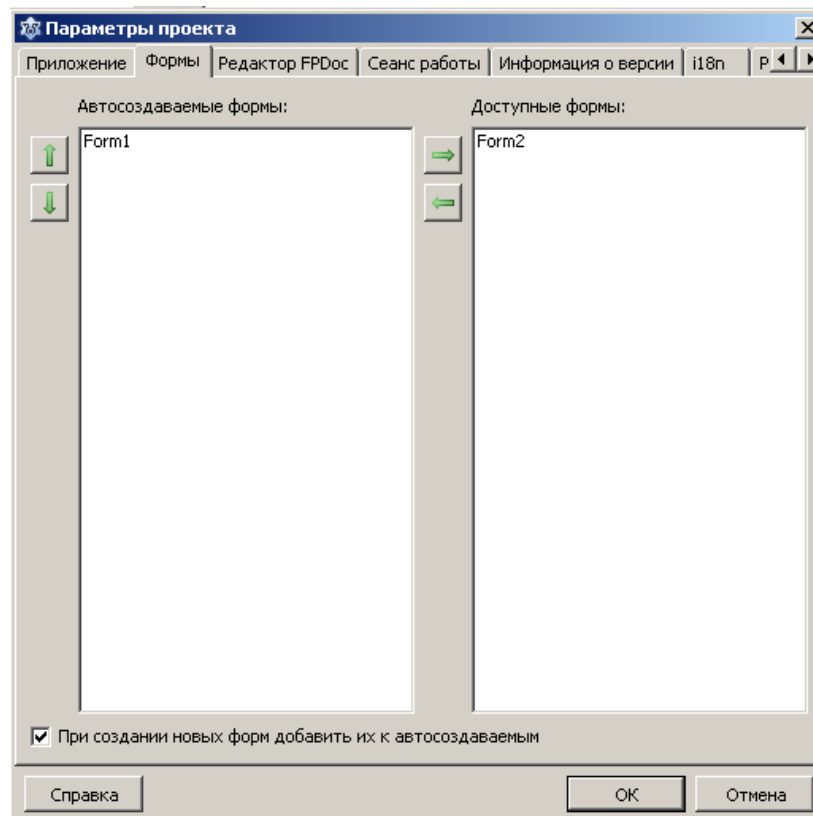 Параметры проекта
Приложение Формы Редактор FPDoc Сеанс работы Информация о версии i18n Р
Автосоздаваемые формы: Доступные формы:
Form1 Form2
При создании новых форм добавить их к автосоздаваемым
Справка OK Отмена